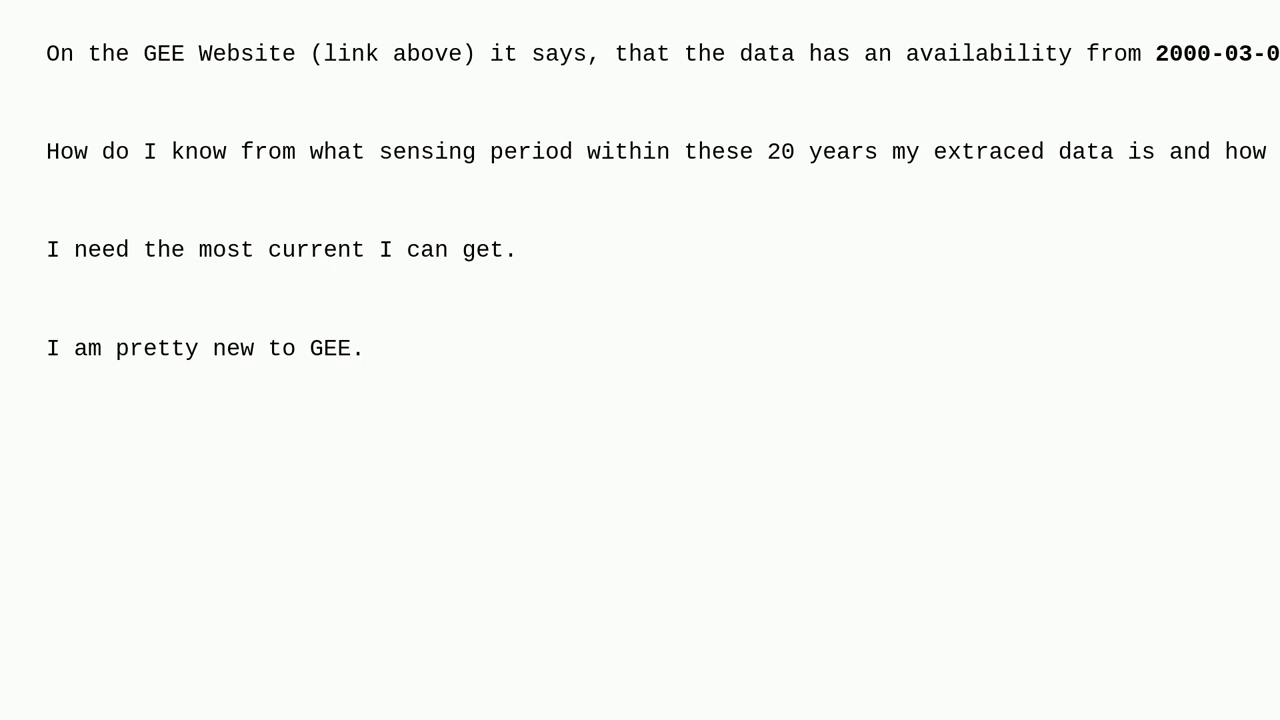 On the GEE Website (link above) it says, that the data has an availability from 2000-03-0
How do I know from what sensing period within these 20 years my extraced data is and how
I need the most current I can get.
I am pretty new to GEE.